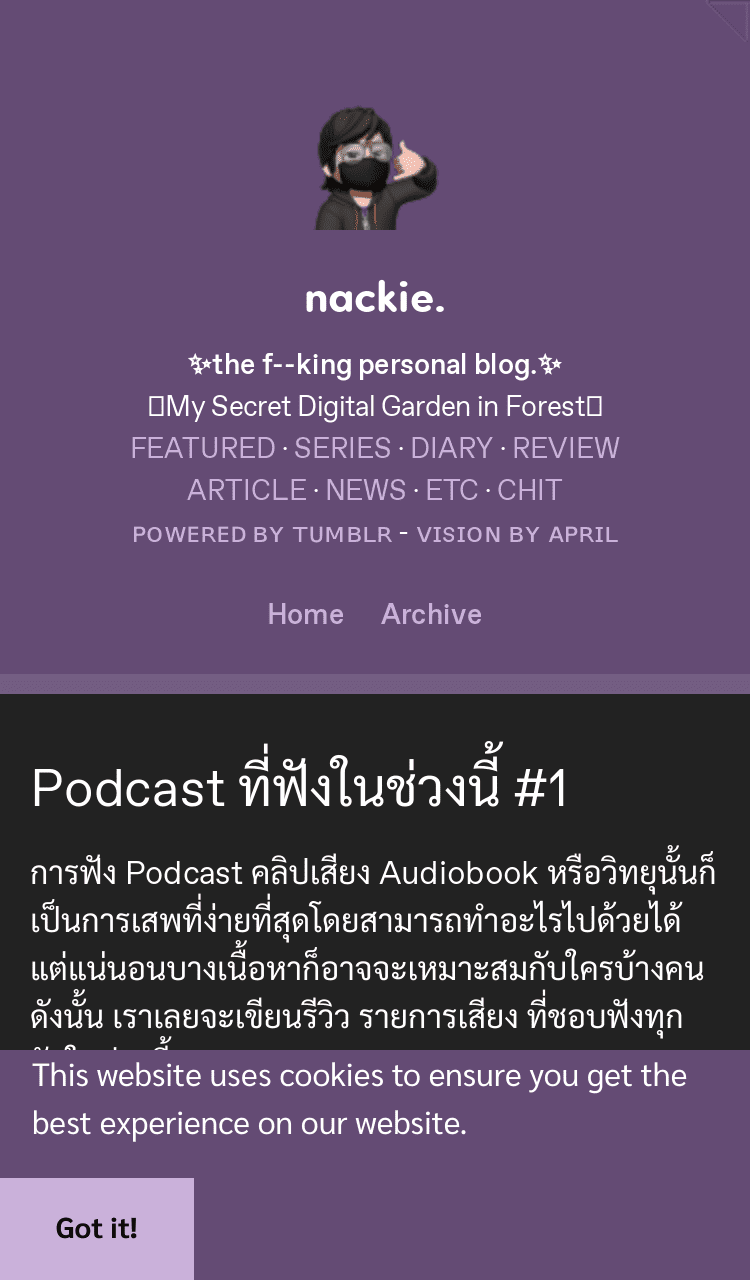 nackie.
✨the f--king personal blog.✨
My Secret Digital Garden in Forest
FEATURED · SERIES · DIARY · REVIEW
ARTICLE · NEWS · ETC · CHIT
POWERED BY TUMBLR - VISION BY APRIL
Home Archive
Podcast ที่ฟังในช่วงนี้ #1
การฟัง Podcast คลิปเสียง Audiobook หรือวิทยุนั้นก็
เป็นการเสพที่ง่ายที่สุดโดยสามารถทำอะไรไปด้วยได้
แต่แน่นอนบางเนื้อหาก็อาจจะเหมาะสมกับใครบ้างคน
ดังนั้น เราเลยจะเขียนรีวิว รายการเสียง ที่ชอบฟังทุก
This website uses cookies to ensure you get the
best experience on our website.
Got it!